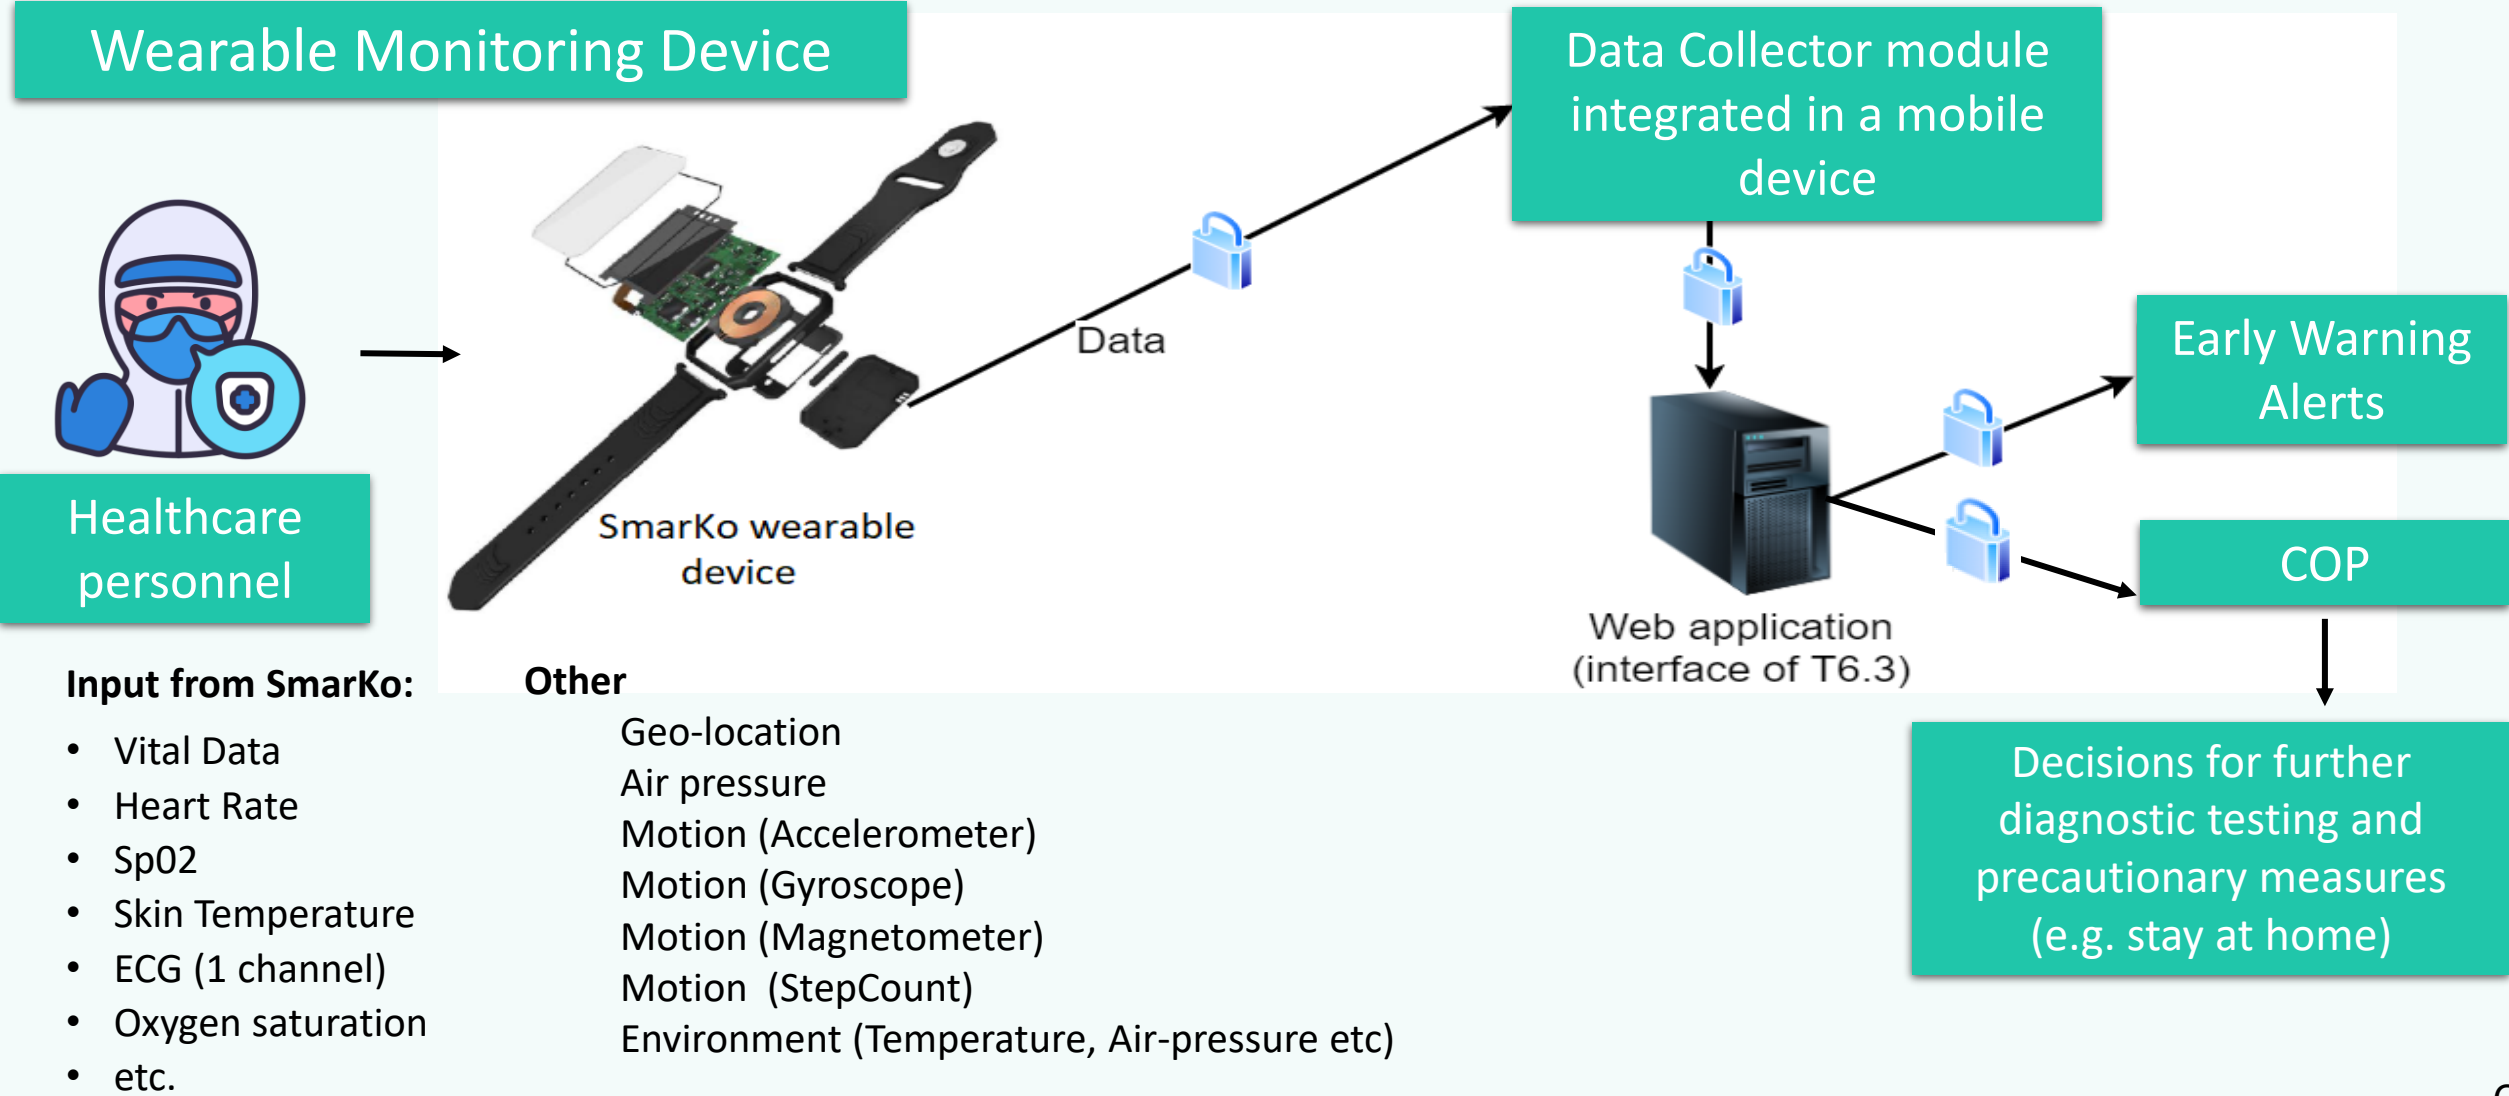 Wearable Monitoring Device
Data Collector module
integrated in a mobile
device
Data
Early Warning
Alerts
Healthcare
personnel
SmarKo wearable
device
COP
Web application
(interface of T6.3)
Input from SmarKo:
• Vital Data
• Heart Rate
• Sp02
• Skin Temperature
• ECG (1 channel)
• Oxygen saturation
• etc.
Other
Geo-location
Air pressure
Motion (Accelerometer)
Motion (Gyroscope)
Motion (Magnetometer)
Motion  (StepCount)
Environment (Temperature, Air-pressure etc)
Decisions for further
diagnostic testing and
precautionary measures
(e.g. stay at home)